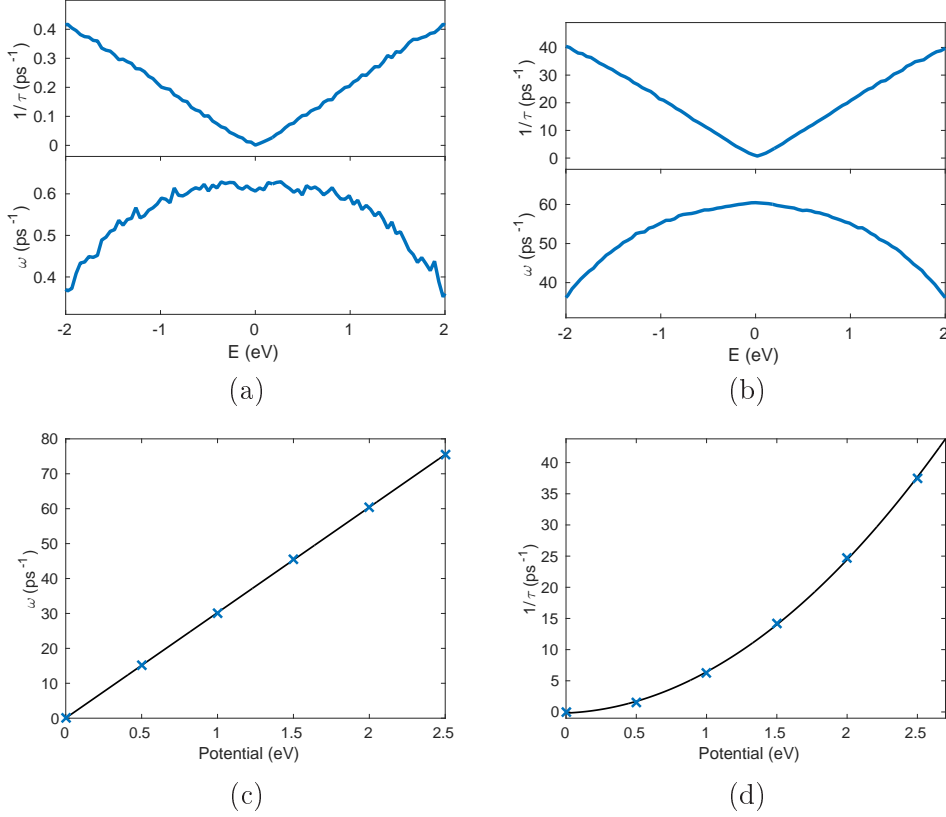 0.4
0.3
0.2
0.1
0
1/τ (ps⁻¹)
0.6
0.5
0.4
ω (ps⁻¹)
-2 -1 0 1 2
E (eV)
(a)
40
30
20
10
0
1/τ (ps⁻¹)
60
50
40
ω (ps⁻¹)
-2 -1 0 1 2
E (eV)
(b)
80
70
60
50
40
30
20
10
0
ω (ps⁻¹)
0 0.5 1 1.5 2 2.5
Potential (eV)
(c)
40
35
30
25
20
15
10
5
0
1/τ (ps⁻¹)
0 0.5 1 1.5 2 2.5
Potential (eV)
(d)